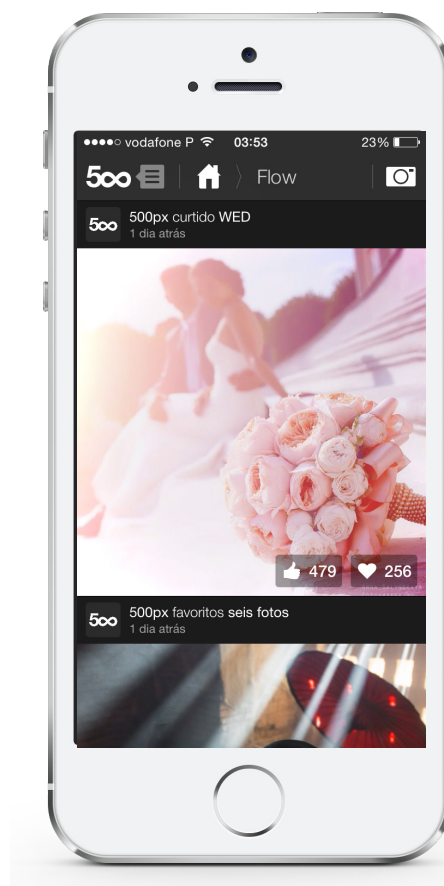 vodafone P 03:53 23%
500 Flow
500 500px curtido WED
1 dia atrás
479 256
500 500px favoritos seis fotos
1 dia atrás